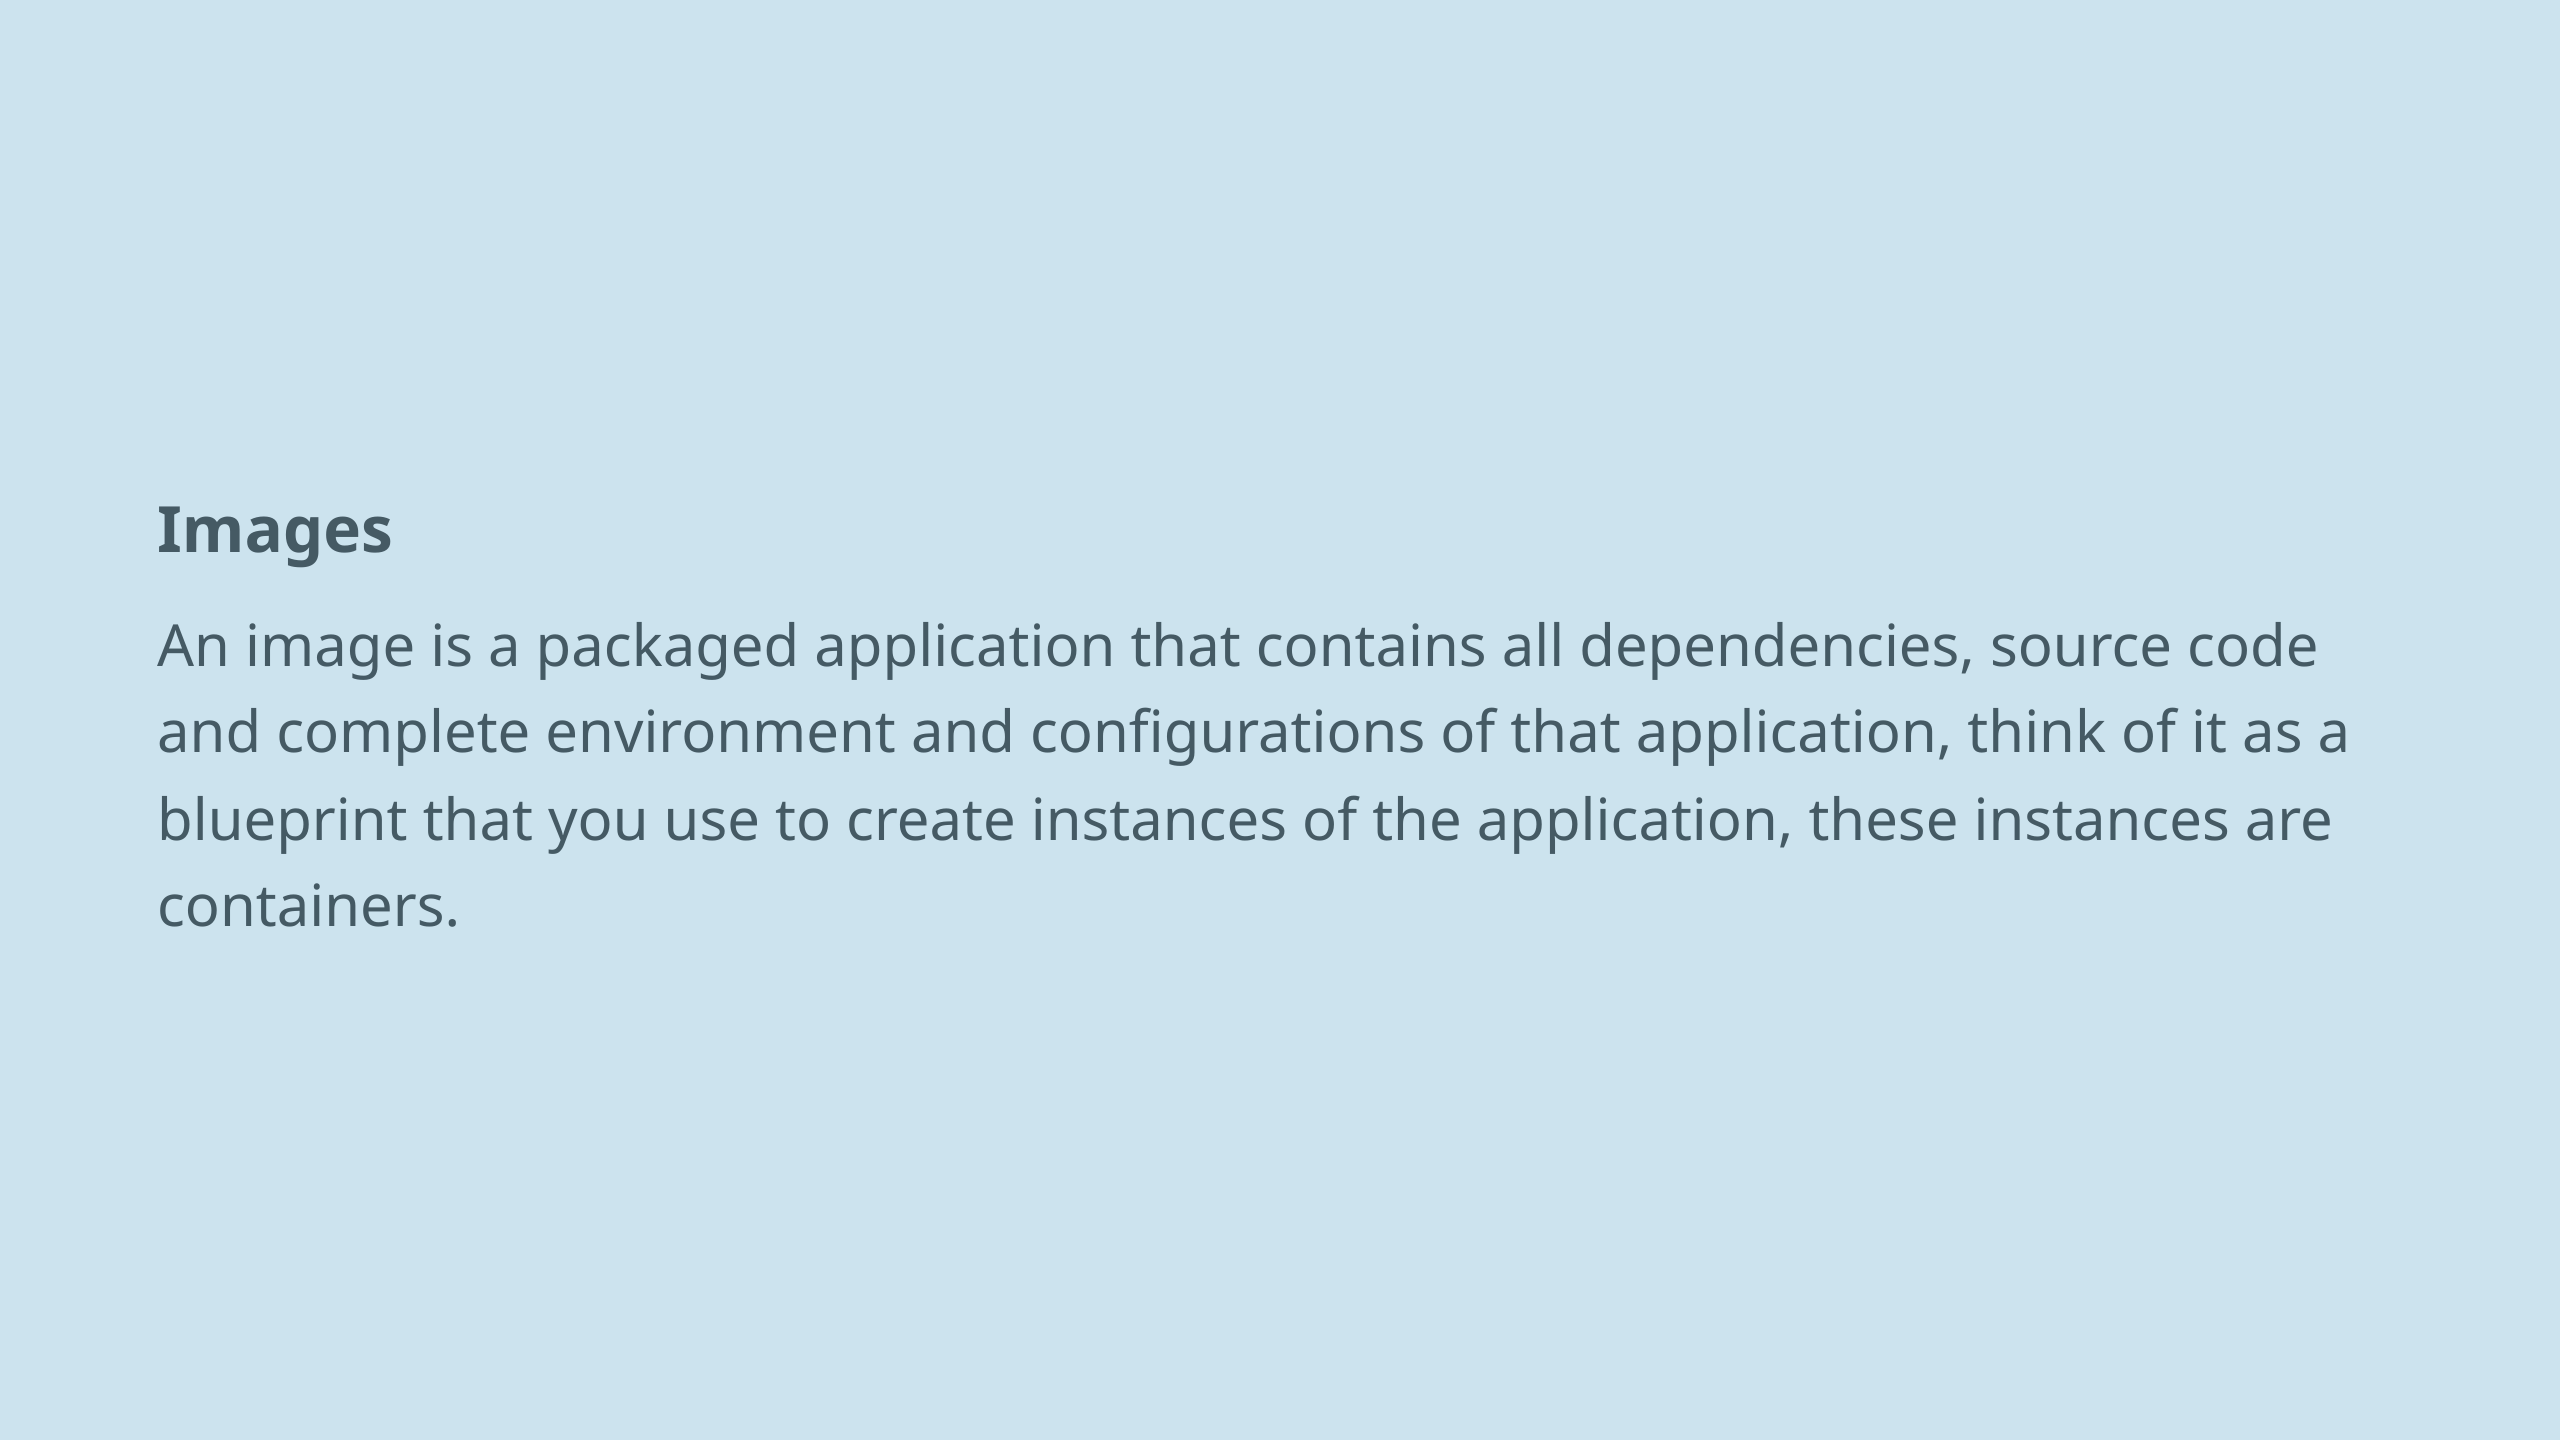 Images
An image is a packaged application that contains all dependencies, source code
and complete environment and configurations of that application, think of it as a
blueprint that you use to create instances of the application, these instances are
containers.